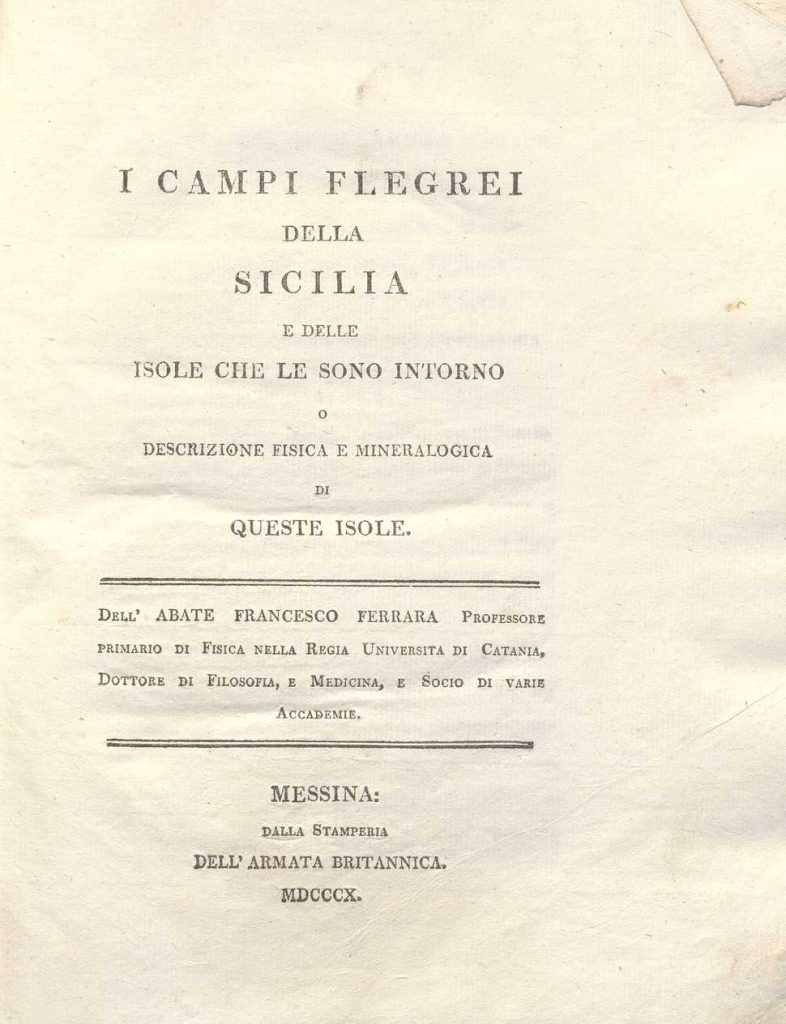 I CAMPI FLEGREI
DELLA
SICILIA
E DELLE
ISOLE CHE LE SONO INTORNO
O
DESCRIZIONE FISICA E MINERALOGICA
DI
QUESTE ISOLE.
DELL' ABATE FRANCESCO FERRARA PROFESSORE
PRIMARIO DI FISICA NELLA REGIA UNIVERSITA DI CATANIA,
DOTTORE DI FILOSOFIA, E MEDICINA, E SOCIO DI VARIE
ACCADEMIE.
MESSINA:
DALLA STAMPERIA
DELL' ARMATA BRITANNICA.
MDCCCX.